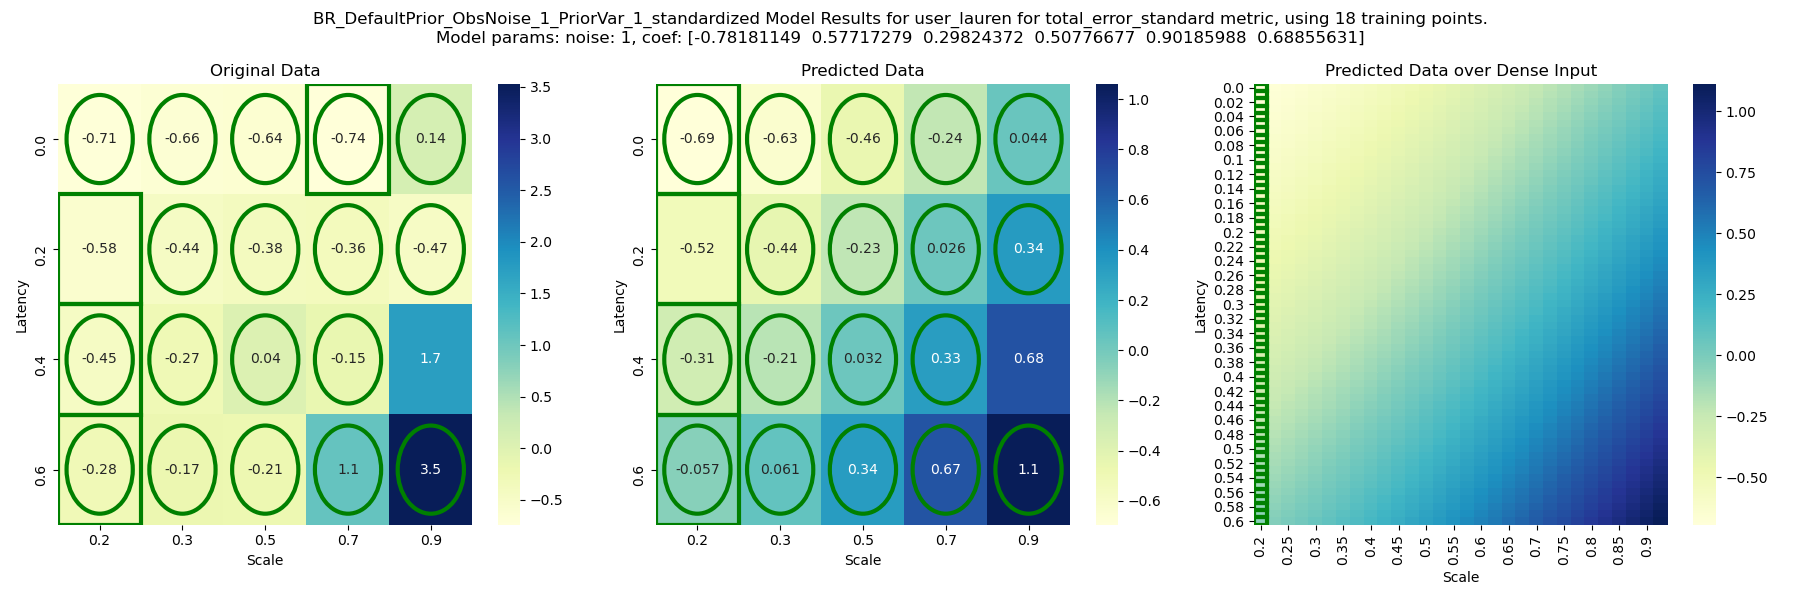 BR_DefaultPrior_ObsNoise_1_PriorVar_1_standardized Model Results for user_lauren for total_error_standard metric, using 18 training points.
Model params: noise: 1, coef: [-0.78181149 0.57717279 0.29824372 0.50776677 0.90185988 0.68855631]
Original Data
0.0 -0.71 -0.66 -0.64 -0.74 0.14
0.2 -0.58 -0.44 -0.38 -0.36 -0.47
0.4 -0.45 -0.27 0.04 -0.15 1.7
0.6 -0.28 -0.17 -0.21 1.1 3.5
Latency
0.2 0.3 0.5 0.7 0.9
Scale
3.5
3.0
2.5
2.0
1.5
1.0
0.5
0.0
−0.5
Predicted Data
0.0 -0.69 -0.63 -0.46 -0.24 0.044
0.2 -0.52 -0.44 -0.23 0.026 0.34
0.4 -0.31 -0.21 0.032 0.33 0.68
0.6 -0.057 0.061 0.34 0.67 1.1
Latency
0.2 0.3 0.5 0.7 0.9
Scale
1.0
0.8
0.6
0.4
0.2
0.0
−0.2
−0.4
−0.6
Predicted Data over Dense Input
0.0
0.02
0.04
0.06
0.08
0.1
0.12
0.14
0.16
0.18
0.2
0.22
0.24
0.26
0.28
0.3
0.32
0.34
0.36
0.38
0.4
0.42
0.44
0.46
0.48
0.5
0.52
0.54
0.56
0.58
0.6
Latency
0.2 0.25 0.3 0.35 0.4 0.45 0.5 0.55 0.6 0.65 0.7 0.75 0.8 0.85 0.9
Scale
1.00
0.75
0.50
0.25
0.00
−0.25
−0.50